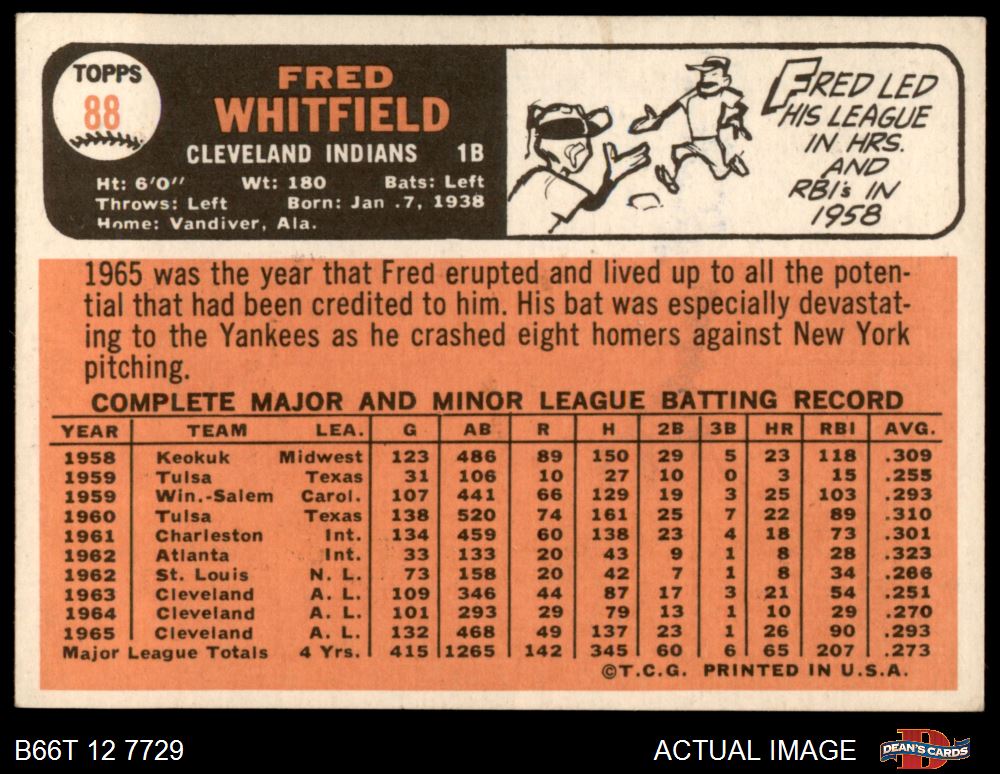 TOPPS
88
FRED
WHITFIELD
CLEVELAND INDIANS 1B
Ht: 6'0" Wt: 180 Bats: Left
Throws: Left Born: Jan .7, 1938
Home: Vandiver, Ala.
FRED LED
HIS LEAGUE
IN HRS.
AND
RBI's IN
1958
1965 was the year that Fred erupted and lived up to all the poten-
tial that had been credited to him. His bat was especially devastat-
ing to the Yankees as he crashed eight homers against New York
pitching.
COMPLETE MAJOR AND MINOR LEAGUE BATTING RECORD
YEAR TEAM LEA. G AB R H 2B 3B HR RBI AVG.
1958 Keokuk Midwest 123 486 89 150 29 5 23 118 .309
1959 Tulsa Texas 31 106 10 27 10 0 3 15 .255
1959 Win.-Salem Carol. 107 441 66 129 19 3 25 103 .293
1960 Tulsa Texas 138 520 74 161 25 7 22 89 .310
1961 Charleston Int. 134 459 60 138 23 4 18 73 .301
1962 Atlanta Int. 33 133 20 43 9 1 8 28 .323
1962 St. Louis N. L. 73 158 20 42 7 1 8 34 .266
1963 Cleveland A. L. 109 346 44 87 17 3 21 54 .251
1964 Cleveland A. L. 101 293 29 79 13 1 10 29 .270
1965 Cleveland A. L. 132 468 49 137 23 1 26 90 .293
Major League Totals 4 Yrs. 415 1265 142 345 60 6 65 207 .273
©T.C.G. PRINTED IN U.S.A.
B66T 12 7729
ACTUAL IMAGE
DEAN'S CARDS